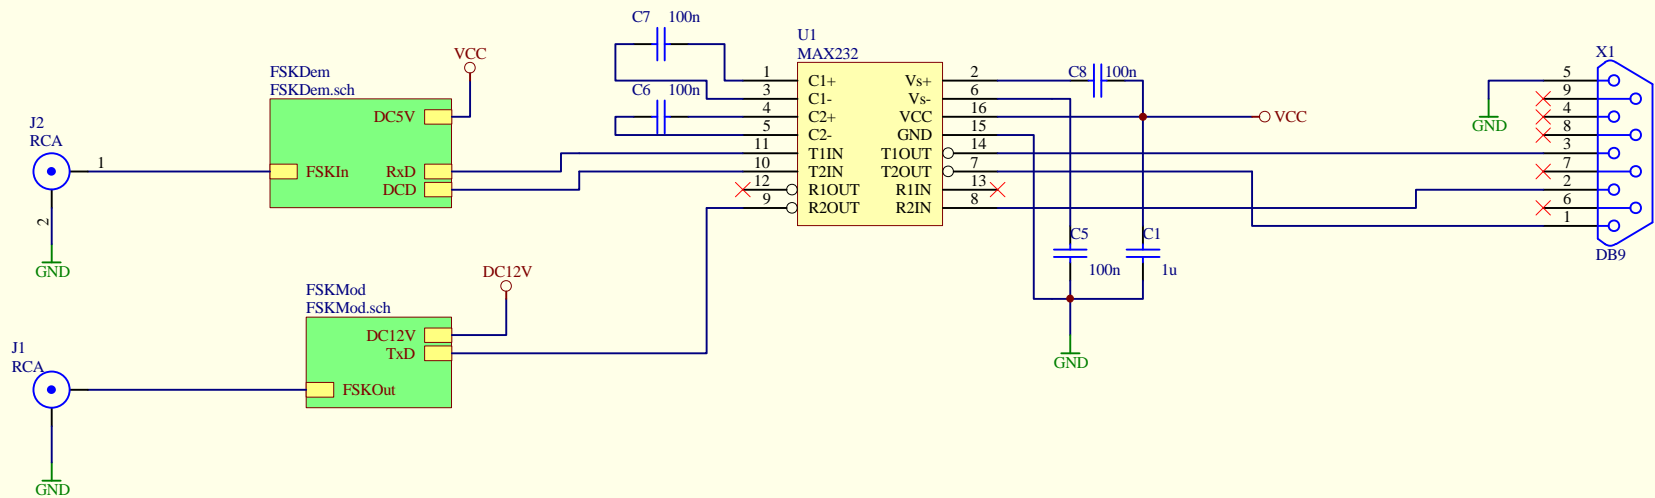 C7 100n
U1
MAX232
X1
VCC
FSKDem
FSKDem.sch
1 C1+ Vs+ 2
C8 100n
5
3 C1- Vs- 6
9
C6 100n
4 C2+ VCC 16
VCC
4
DC5V
5 C2- GND 15
GND
8
J2
RCA
11 T1IN T1OUT 14
3
1
FSKIn RxD
10 T2IN T2OUT 7
7
DCD
12 R1OUT R1IN 13
2
9 R2OUT R2IN 8
6
2
1
C5 C1
DB9
GND
DC12V
100n 1u
FSKMod
FSKMod.sch
DC12V
J1
RCA
TxD
GND
FSKOut
GND